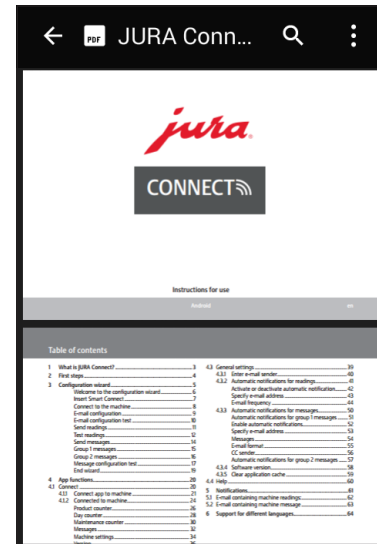 JURA Conn...
PDF
jura
CONNECT
Instructions for use
Android en
Table of contents
1 What is JURA Connect? 3
2 First steps 4
3 Configuration wizard 5
Welcome to the configuration wizard 6
Insert Smart Connect 7
Connect to the machine 8
E-mail configuration 9
E-mail configuration test 10
Send readings 11
Test readings 12
Send messages 14
Group 1 messages 15
Group 2 messages 16
Message configuration test 17
End wizard 19
4 App functions 20
4.1 Connect 20
4.1.1 Connect app to machine 21
4.1.2 Connected to machine 24
Product counter 26
Day counter 28
Maintenance counter 30
Messages 32
Machine settings 34
Version 36
4.3 General settings 39
4.3.1 Enter e-mail sender 40
4.3.2 Automatic notifications for readings 41
Activate or deactivate automatic notification 42
Specify e-mail address 43
E-mail frequency 44
4.3.3 Automatic notifications for messages 50
Automatic notifications for group 1 messages 51
Enable automatic notifications 52
Specify e-mail address 53
Messages 54
E-mail format 55
CC sender 56
Automatic notifications for group 2 messages 57
4.3.4 Software version 58
4.3.5 Clear application cache 59
4.4 Help 60
5 Notifications 61
5.1 E-mail containing machine readings 62
5.2 E-mail containing machine message 63
6 Support for different languages 64